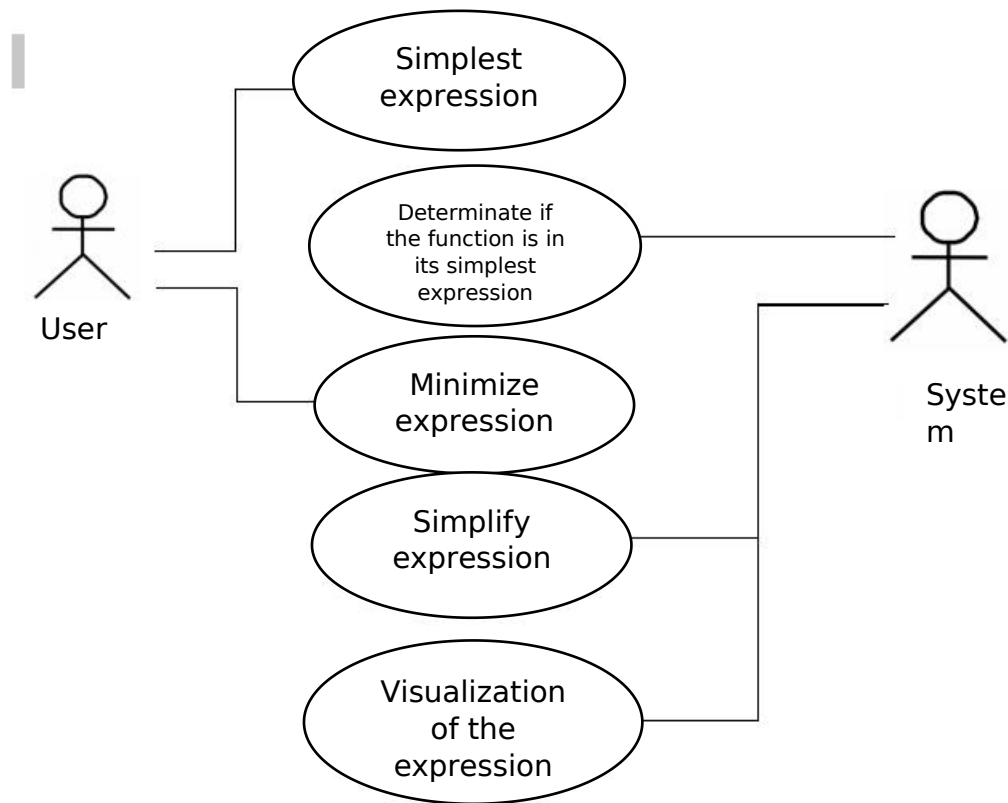 Simplest
expression
Determinate if
the function is in
its simplest
expression
User
Minimize
expression
Syste
m
Simplify
expression
Visualization
of the
expression